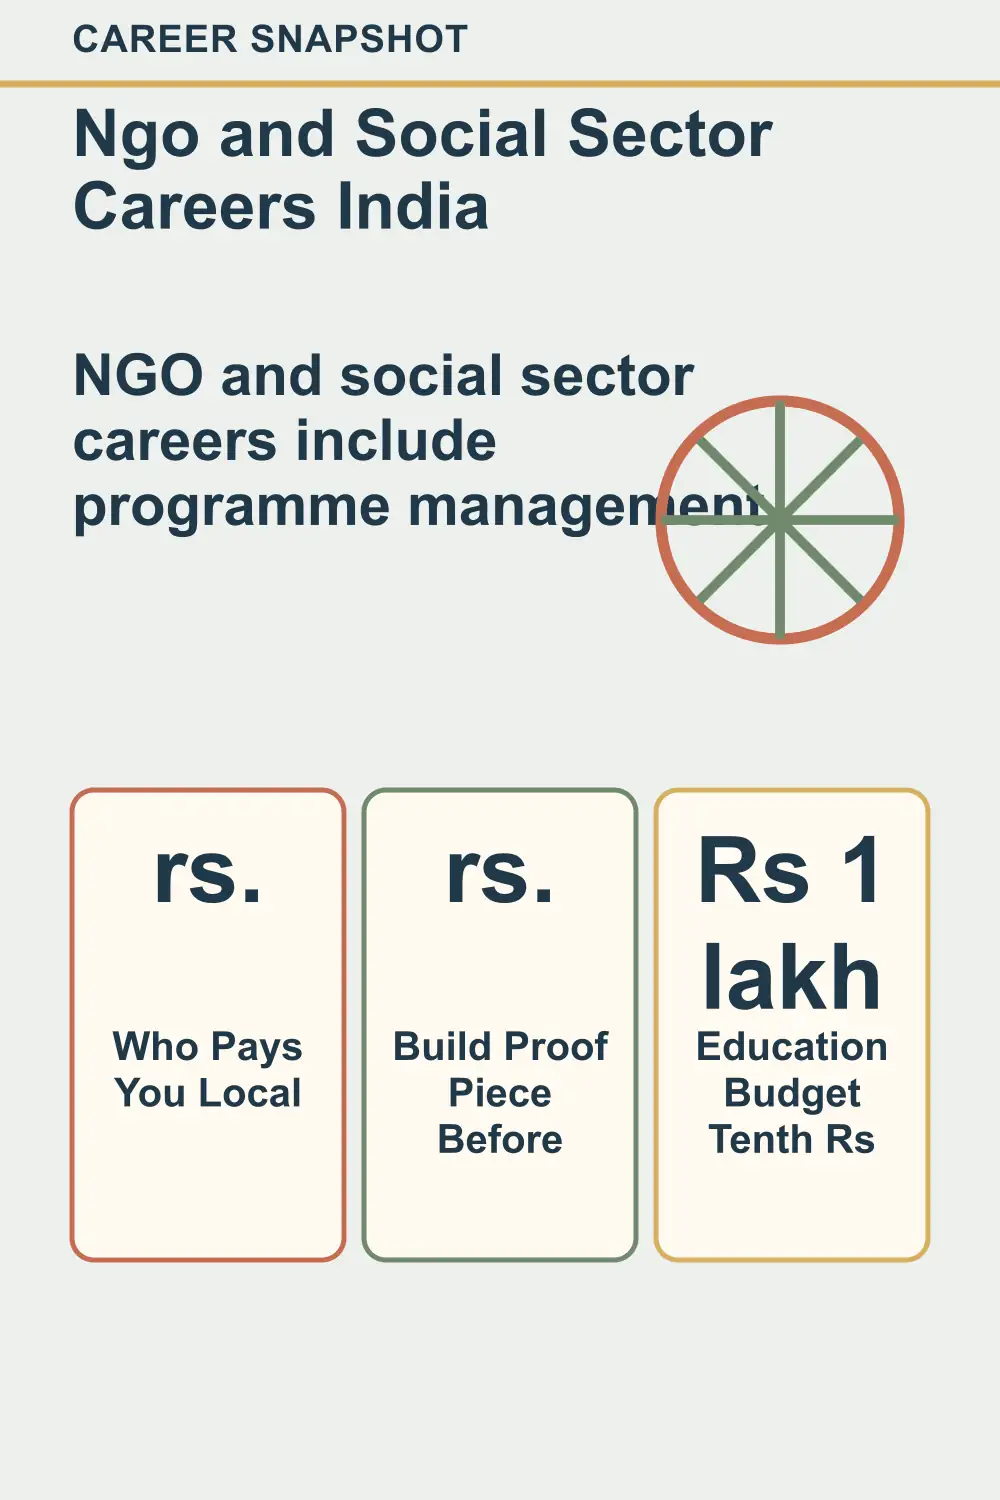 CAREER SNAPSHOT
Ngo and Social Sector
Careers India
NGO and social sector
careers include
programme management
rs.
Who Pays
You Local
rs.
Build Proof
Piece
Before
Rs 1
lakh
Education
Budget
Tenth Rs